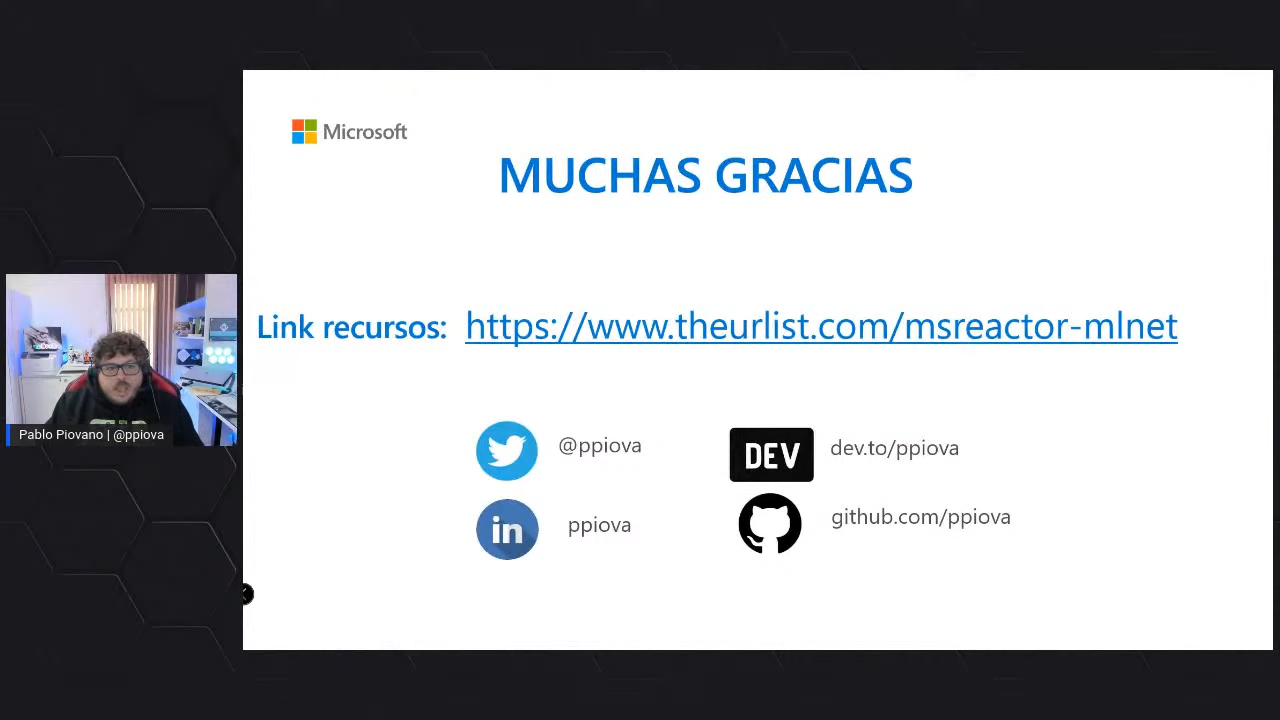 Microsoft
MUCHAS GRACIAS
Link recursos: https://www.theurlist.com/msreactor-mlnet
@ppiova
DEV dev.to/ppiova
in ppiova
github.com/ppiova
Pablo Piovano | @ppiova